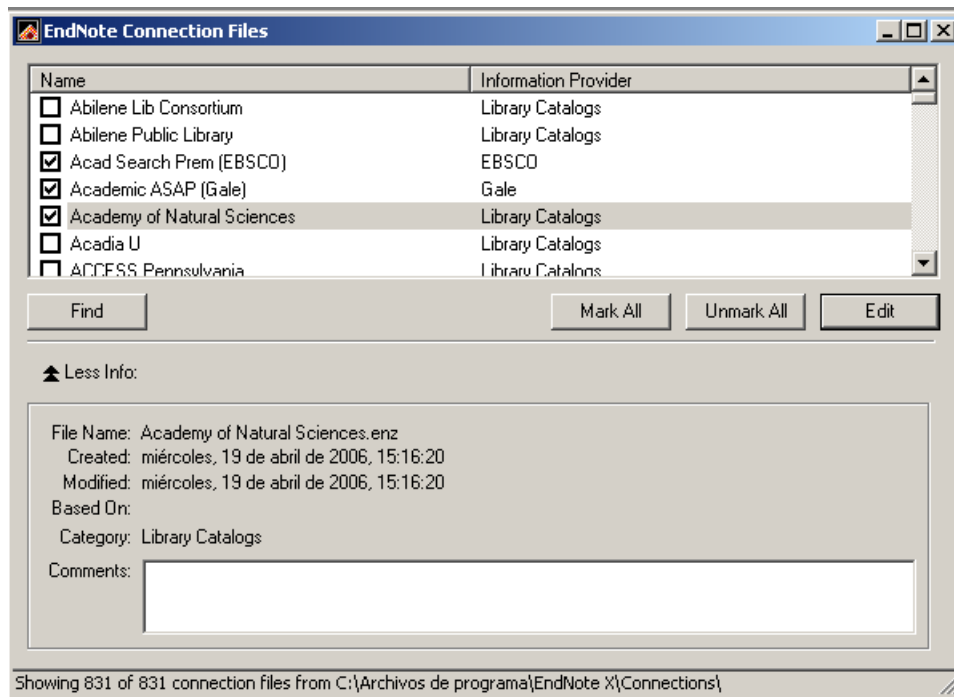 EndNote Connection Files
Name Information Provider
Abilene Lib Consortium Library Catalogs
Abilene Public Library Library Catalogs
Acad Search Prem (EBSCO) EBSCO
Academic ASAP (Gale) Gale
Academy of Natural Sciences Library Catalogs
Acadia U Library Catalogs
ACCESS Pennsylvania Library Catalogs
Find Mark All Unmark All Edit
Less Info:
File Name: Academy of Natural Sciences.enz
Created: miércoles, 19 de abril de 2006, 15:16:20
Modified: miércoles, 19 de abril de 2006, 15:16:20
Based On:
Category: Library Catalogs
Comments:
Showing 831 of 831 connection files from C:\Archivos de programa\EndNote X\Connections\